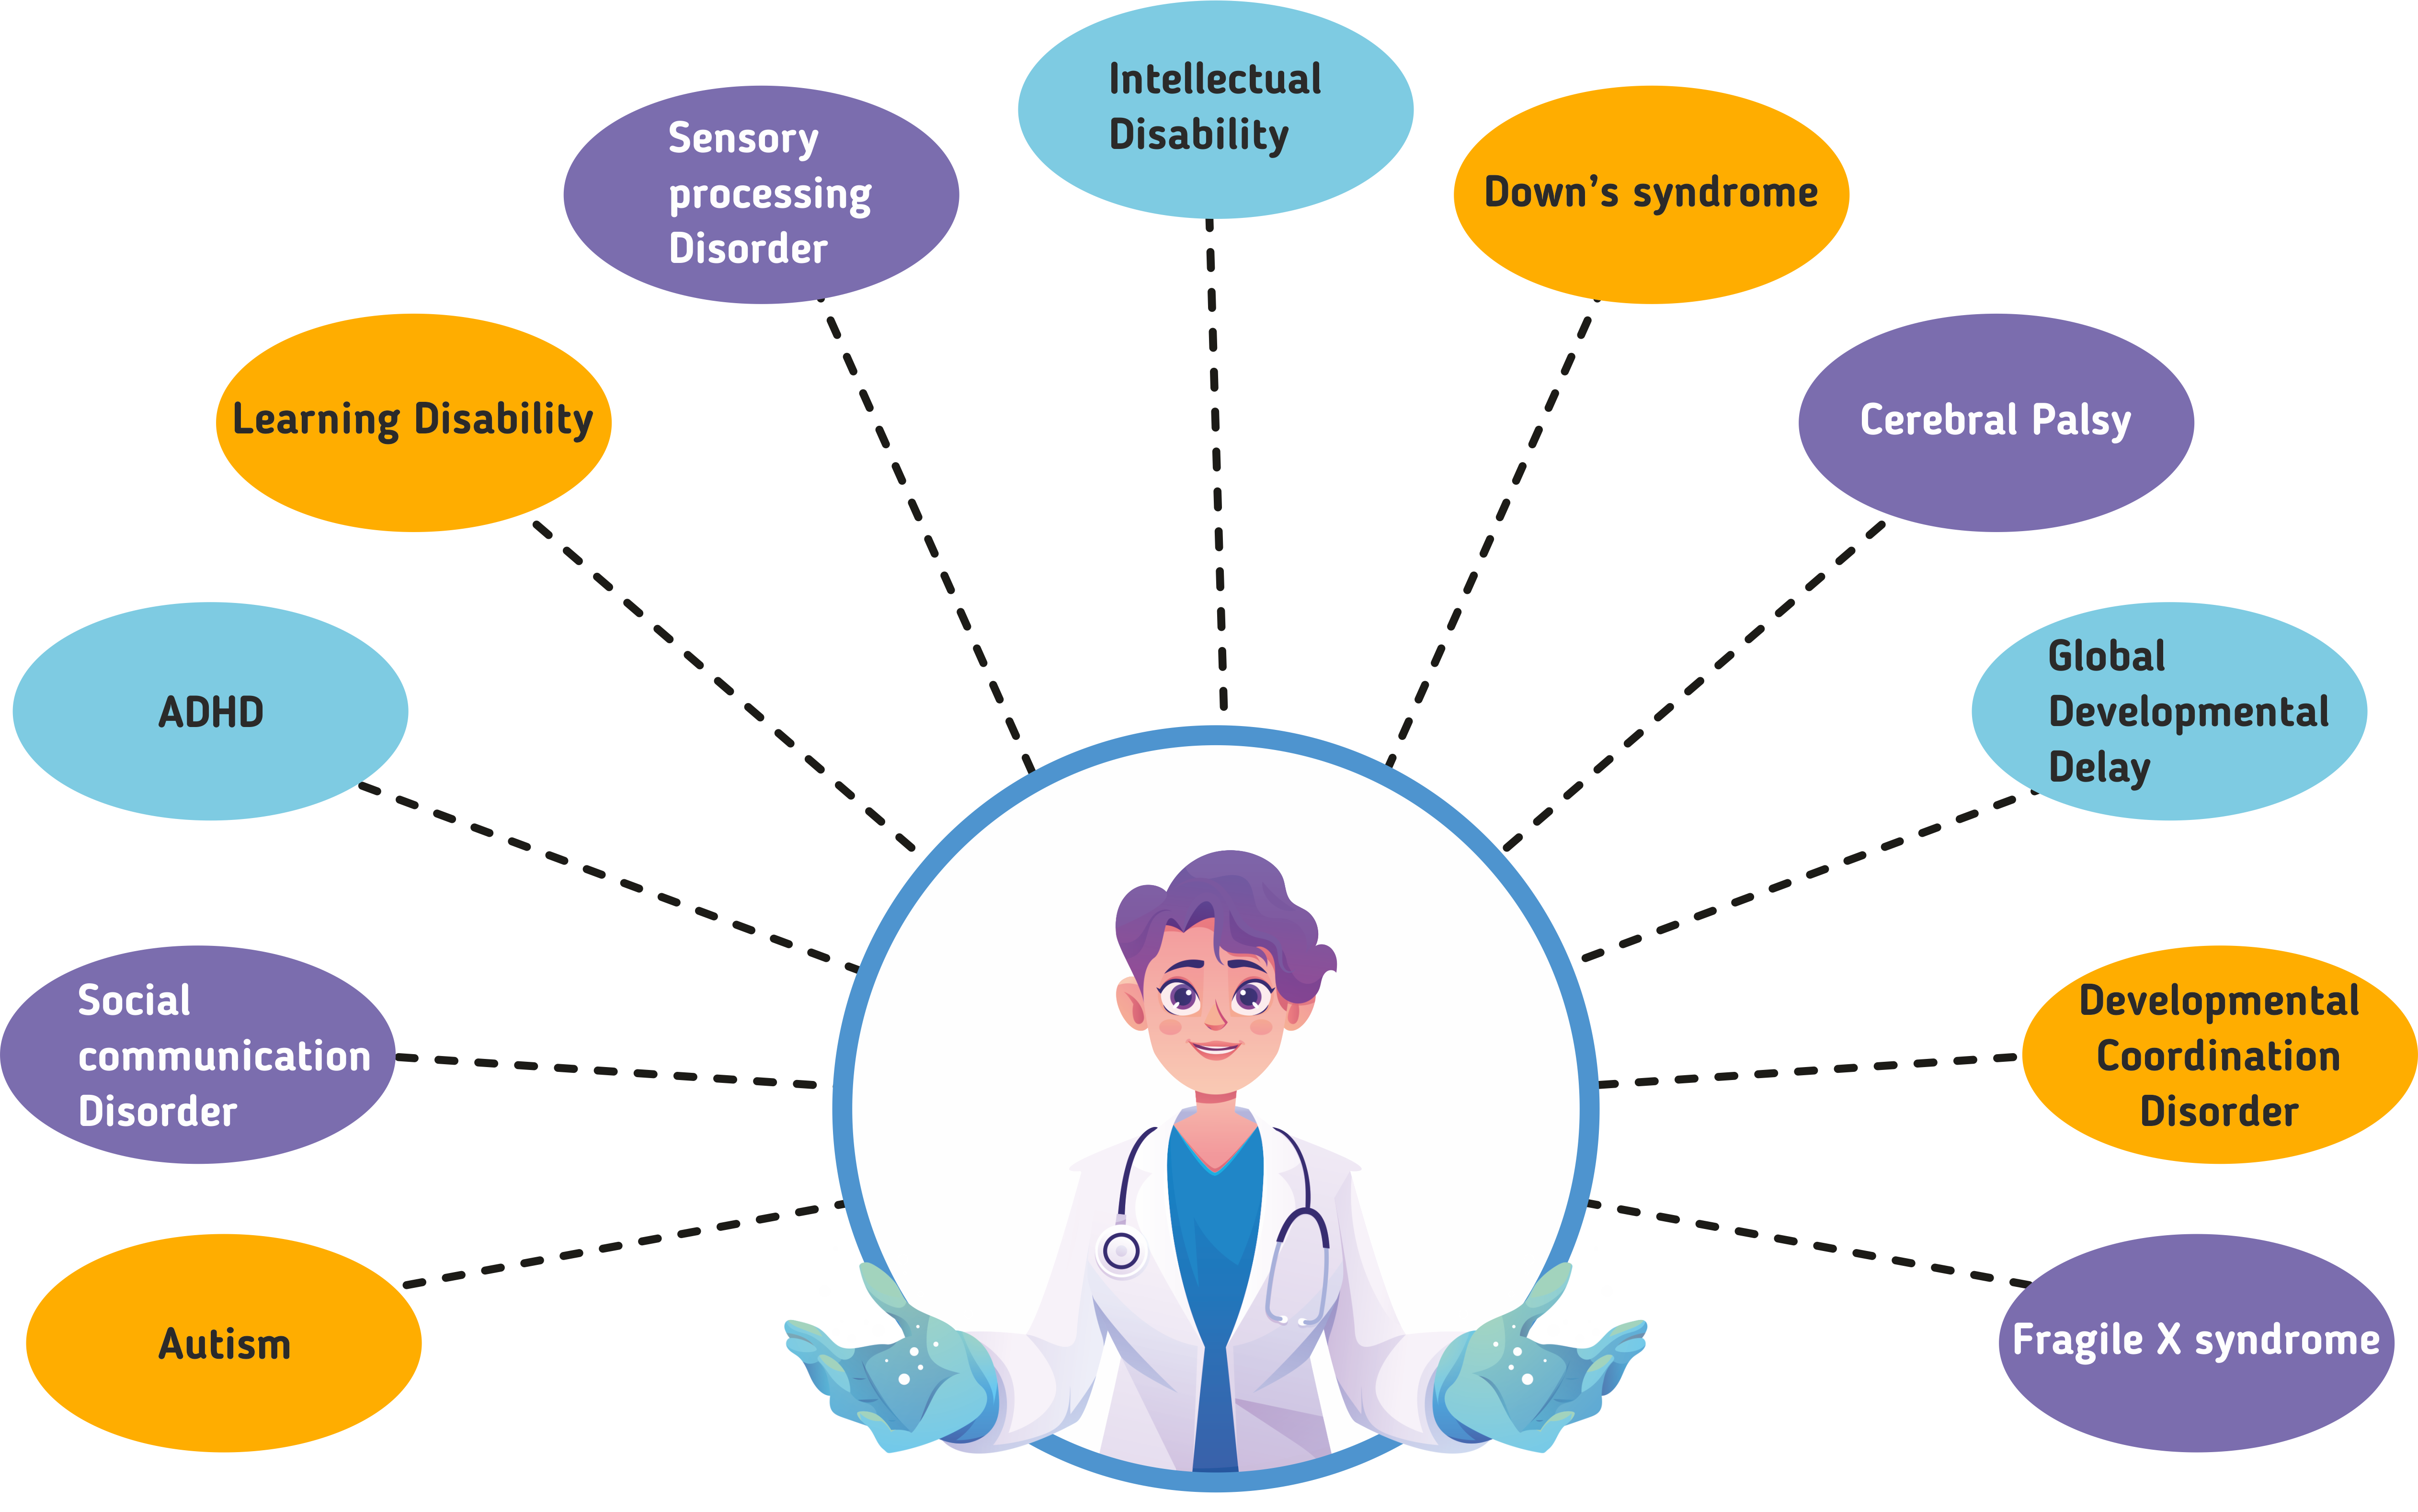 Intellectual
Disability
Sensory
processing
Disorder
Down’s syndrome
Learning Disability
Cerebral Palsy
ADHD
Global
Developmental
Delay
Social
communication
Disorder
Developmental
Coordination
Disorder
Autism
Fragile X syndrome